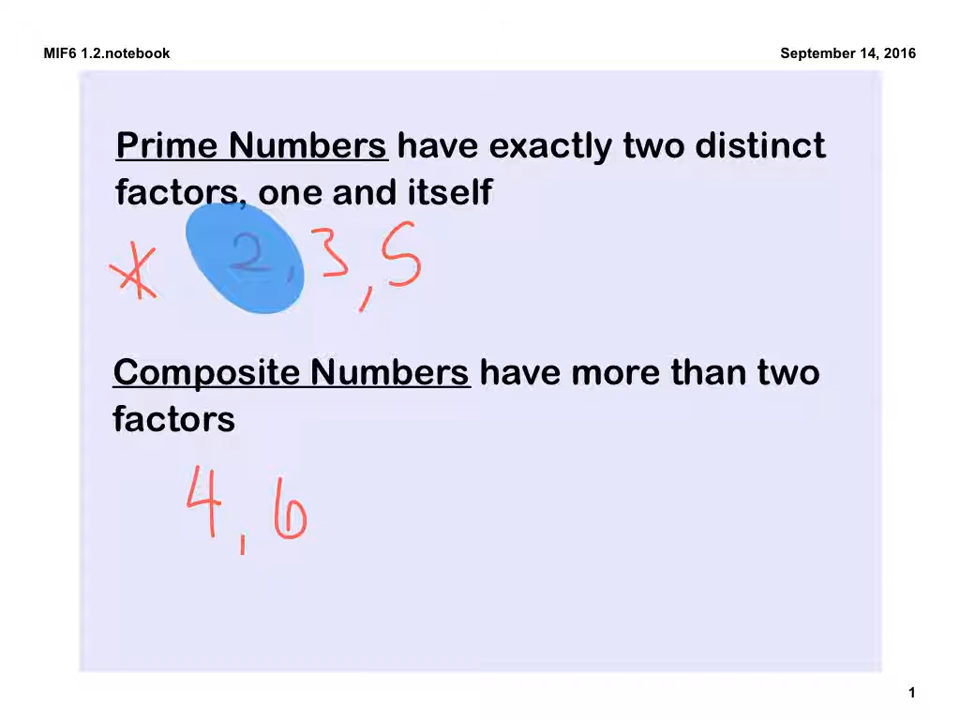 MIF6 1.2.notebook September 14, 2016
Prime Numbers have exactly two distinct
factors, one and itself
* 2, 3, 5
Composite Numbers have more than two
factors
4, 6
1